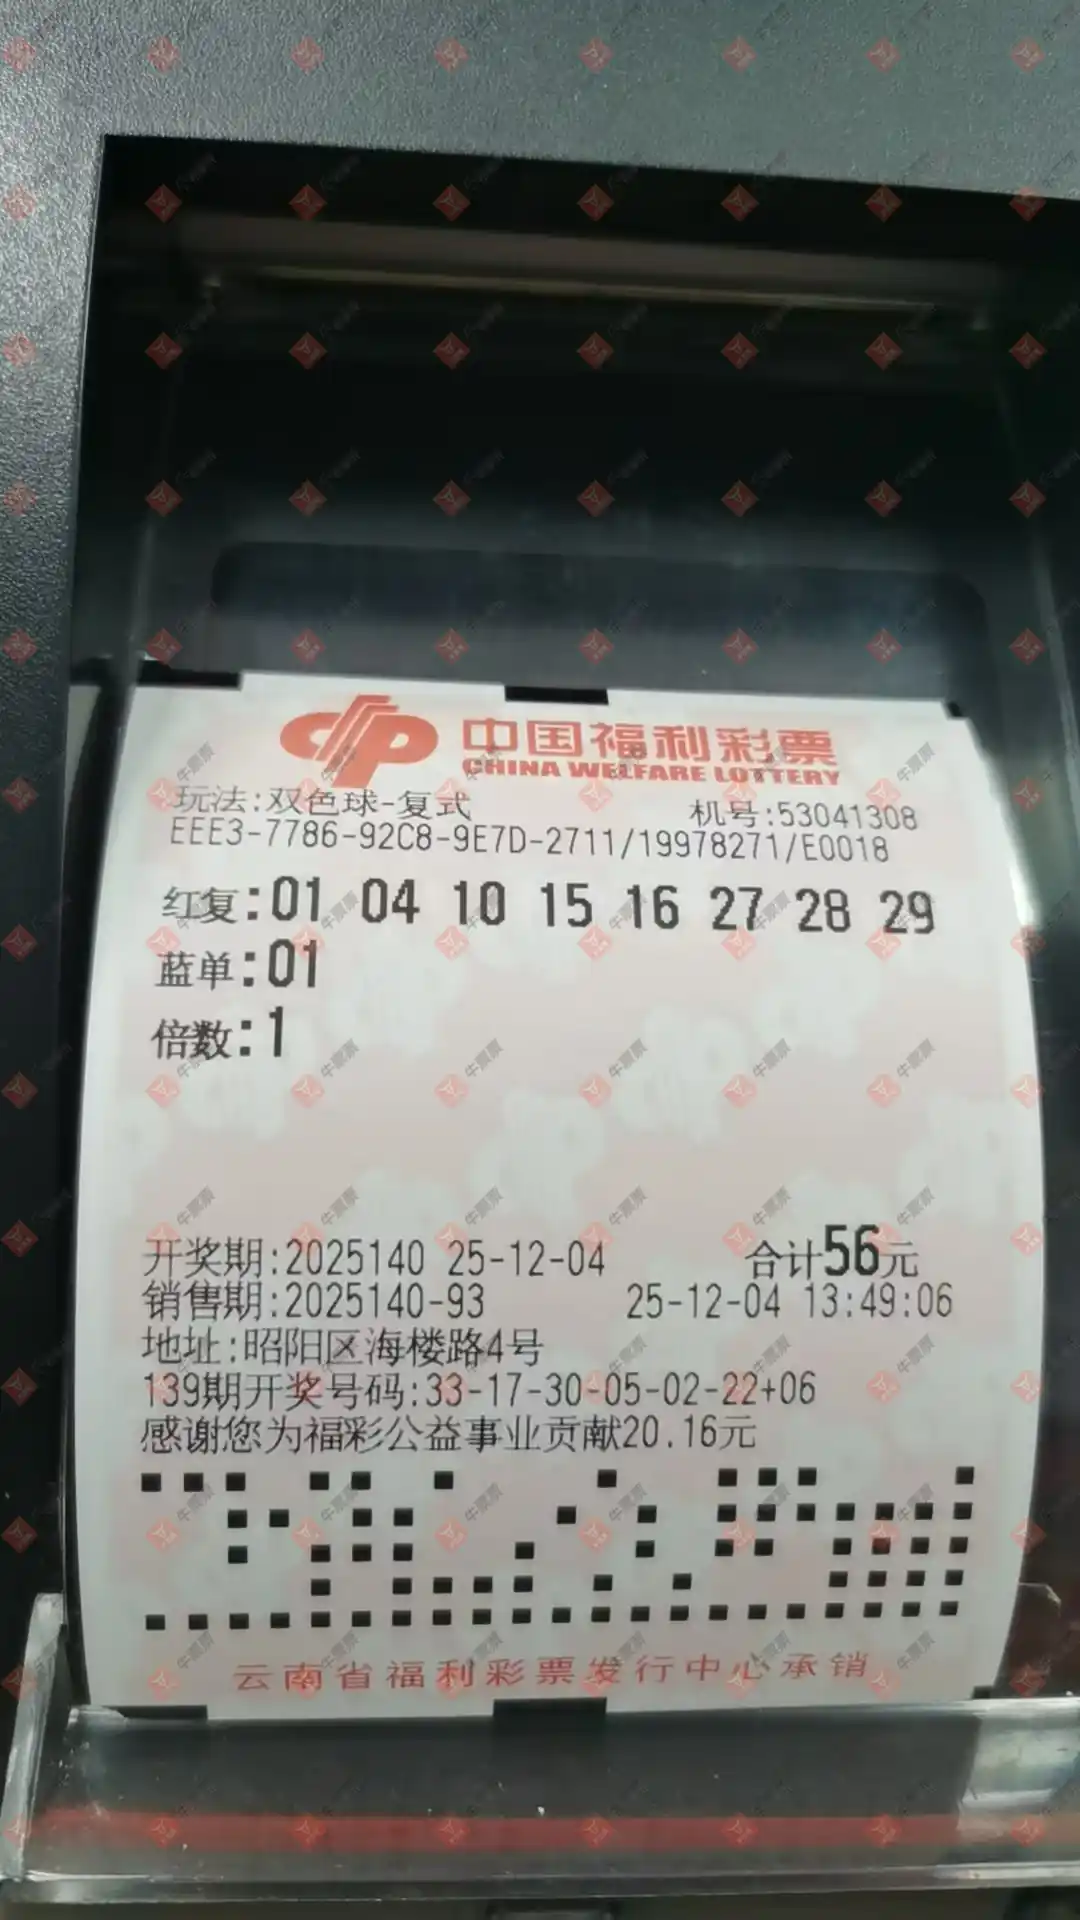 中国福利彩票
CHINA WELFARE LOTTERY
玩法:双色球-复式 机号:53041308
EEE3-7786-92C8-9E7D-2711/19978271/E0018
红复:01 04 10 15 16 27 28 29
蓝单:01
倍数:1
开奖期:2025140 25-12-04 合计56元
销售期:2025140-93 25-12-04 13:49:06
地址:昭阳区海楼路4号
139期开奖号码:33-17-30-05-02-22+06
感谢您为福彩公益事业贡献20.16元
云南省福利彩票发行中心承销
牛票票